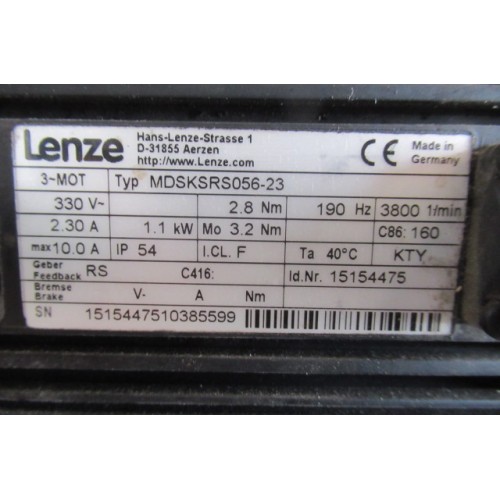 Lenze
Hans-Lenze-Strasse 1
D-31855 Aerzen
http://www.Lenze.com
CE
Made in
Germany
3~MOT Typ MDSKSRS056-23
330 V~ 2.8 Nm 190 Hz 3800 1/min
2.30 A 1.1 kW Mo 3.2 Nm C86: 160
max 10.0 A IP 54 I.CL. F Ta 40°C KTY
Geber
Feedback RS C416: Id.Nr. 15154475
Bremse
Brake V- A Nm
SN 1515447510385599